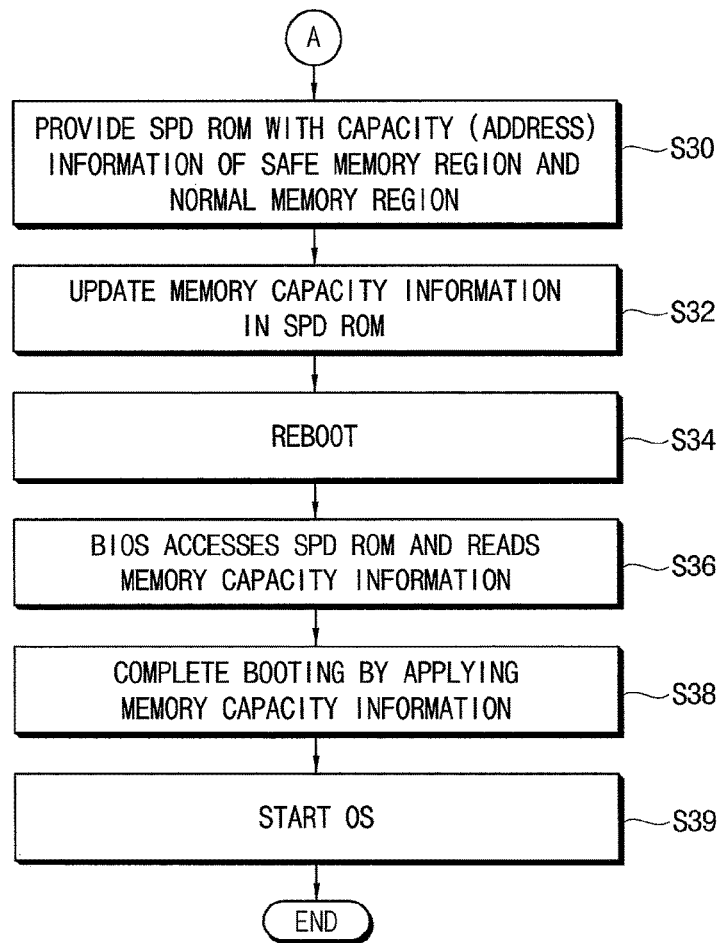 A
PROVIDE SPD ROM WITH CAPACITY (ADDRESS)
INFORMATION OF SAFE MEMORY REGION AND
NORMAL MEMORY REGION
S30
UPDATE MEMORY CAPACITY INFORMATION
IN SPD ROM
S32
REBOOT
S34
BIOS ACCESSES SPD ROM AND READS
MEMORY CAPACITY INFORMATION
S36
COMPLETE BOOTING BY APPLYING
MEMORY CAPACITY INFORMATION
S38
START OS
S39
END